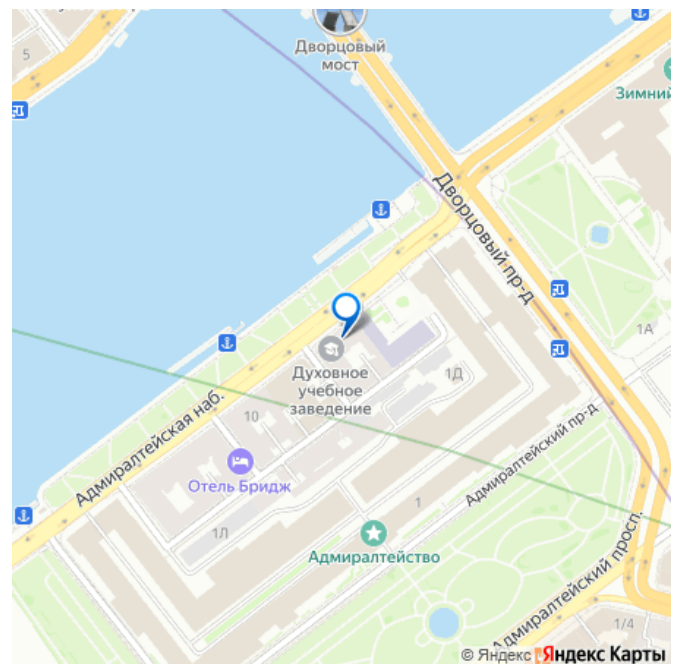 5
Дворцовый
мост
Зимний
Дворцовый пр-д
1А
Духовное
учебное
заведение
1Д
Адмиралтейская наб.
10
Отель Бридж
Адмиралтейский пр-д
1
1Л
Адмиралтейство
Адмиралтейский просп.
1/4
© Яндекс Яндекс Карты